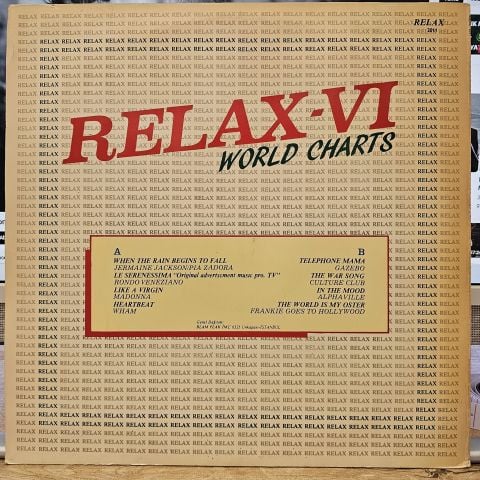 RELAX
RELAX-VI
WORLD CHARTS
A
WHEN THE RAIN BEGINS TO FALL
JERMAINE JACKSON/PIA ZADORA
LE SERENISSIMA "Original advertisment music pro. TV"
RONDO VENEZIANO
LIKE A VIRGIN
MADONNA
HEARTBEAT
WHAM
B
TELEPHONE MAMA
GAZEBO
THE WAR SONG
CULTURE CLUB
IN THE MOOD
ALPHAVILLE
THE WORLD IS MY OSTER
FRANKIE GOES TO HOLLYWOOD